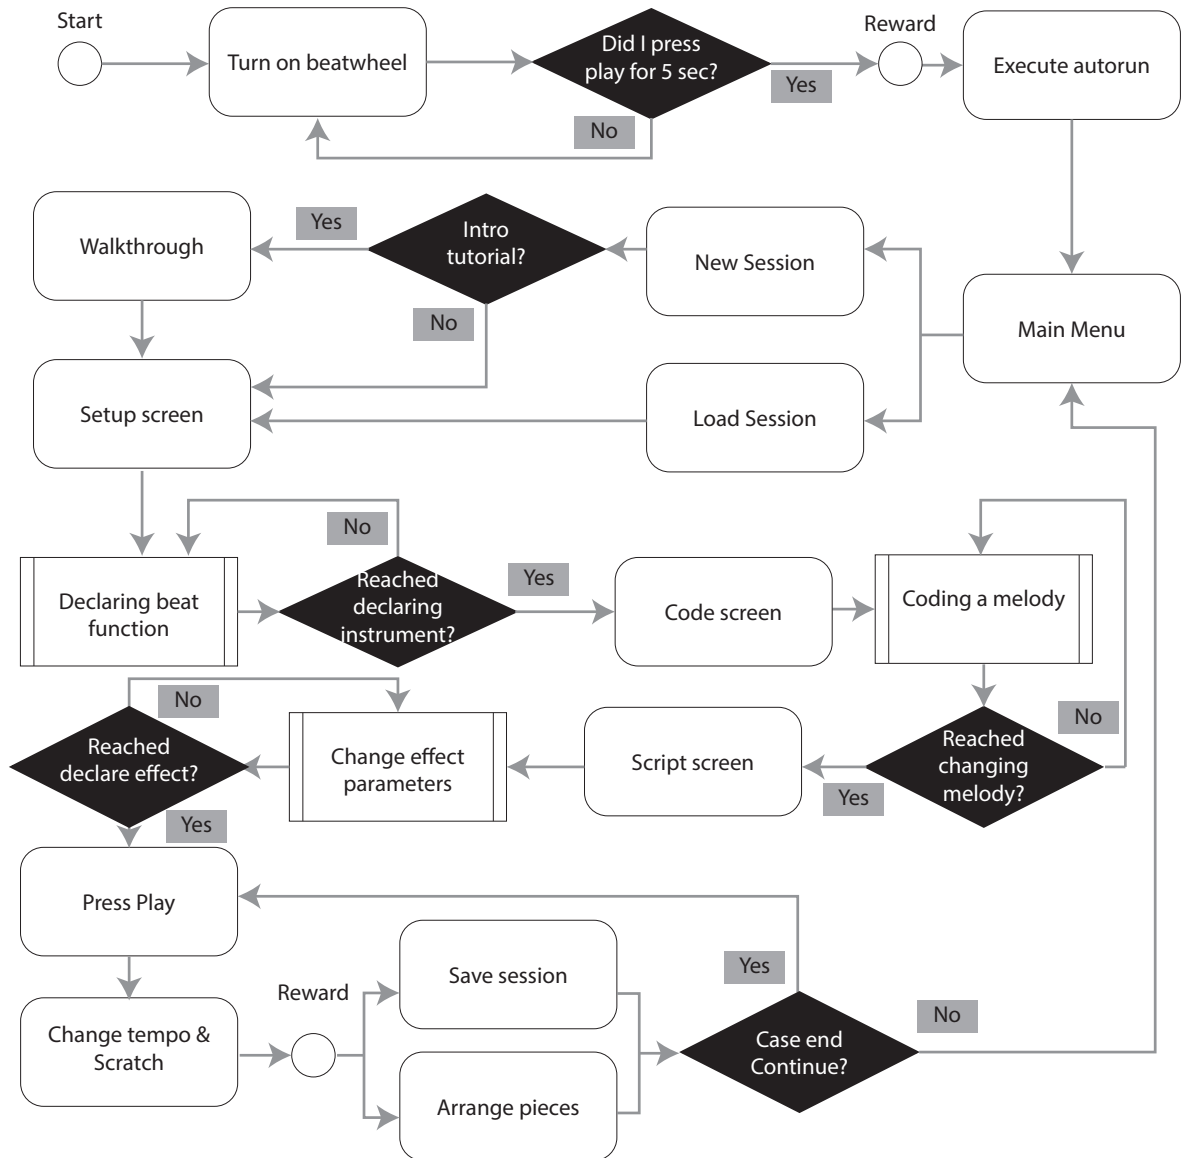 Start
Turn on beatwheel
Did I press
play for 5 sec?
Yes
No
Reward
Execute autorun
Walkthrough
Yes
Intro
tutorial?
No
New Session
Main Menu
Setup screen
Load Session
No
Declaring beat
function
Reached
declaring
instrument?
Yes
Code screen
Coding a melody
No
Reached
declare effect?
Yes
Change effect
parameters
Script screen
Yes
Reached
changing
melody?
No
Press Play
Change tempo &
Scratch
Reward
Save session
Arrange pieces
Yes
Case end
Continue?
No